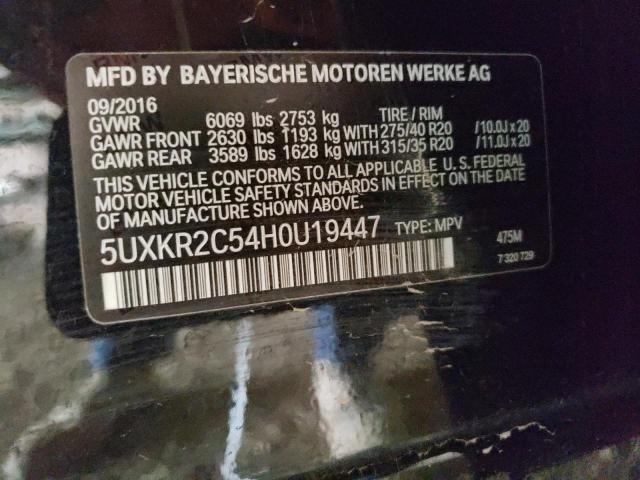 MFD BY BAYERISCHE MOTOREN WERKE AG
09/2016 TIRE / RIM
GVWR 6069 lbs 2753 kg
GAWR FRONT 2630 lbs 1193 kg WITH 275/40 R20 /10.0J x 20
GAWR REAR 3589 lbs 1628 kg WITH 315/35 R20 /11.0J x 20
THIS VEHICLE CONFORMS TO ALL APPLICABLE U. S. FEDERAL
MOTOR VEHICLE SAFETY STANDARDS IN EFFECT ON THE DATE
OF MANUFACTURE SHOWN ABOVE.
5UXKR2C54H0U19447 TYPE: MPV 475M
7 320 729